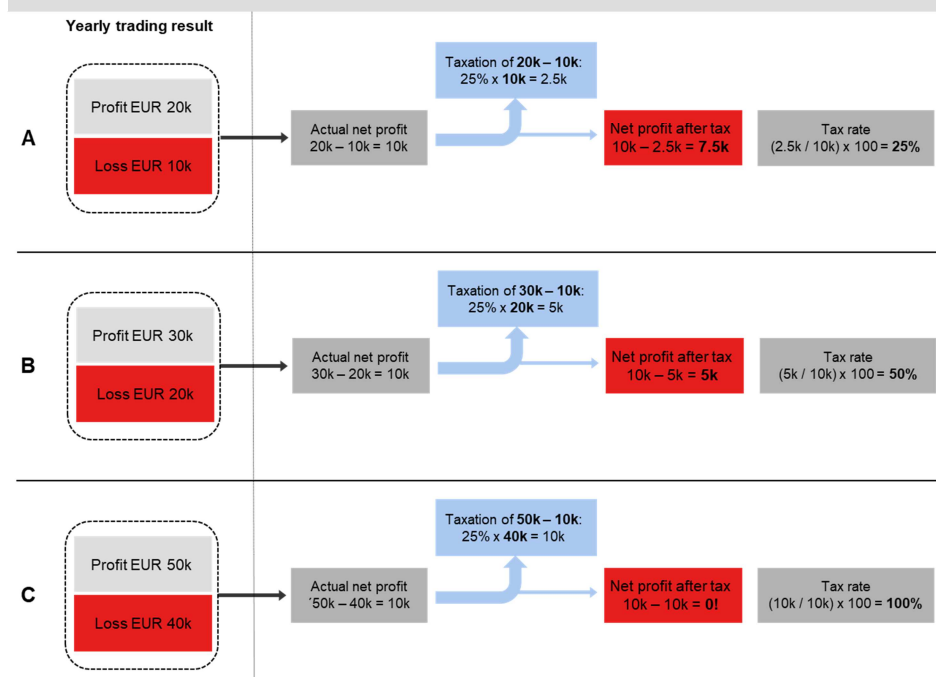 Yearly trading result
A
Profit EUR 20k
Loss EUR 10k
Actual net profit
20k – 10k = 10k
Taxation of 20k – 10k:
25% x 10k = 2.5k
Net profit after tax
10k – 2.5k = 7.5k
Tax rate
(2.5k / 10k) x 100 = 25%
B
Profit EUR 30k
Loss EUR 20k
Actual net profit
30k – 20k = 10k
Taxation of 30k – 10k:
25% x 20k = 5k
Net profit after tax
10k – 5k = 5k
Tax rate
(5k / 10k) x 100 = 50%
C
Profit EUR 50k
Loss EUR 40k
Actual net profit
´50k – 40k = 10k
Taxation of 50k – 10k:
25% x 40k = 10k
Net profit after tax
10k – 10k = 0!
Tax rate
(10k / 10k) x 100 = 100%